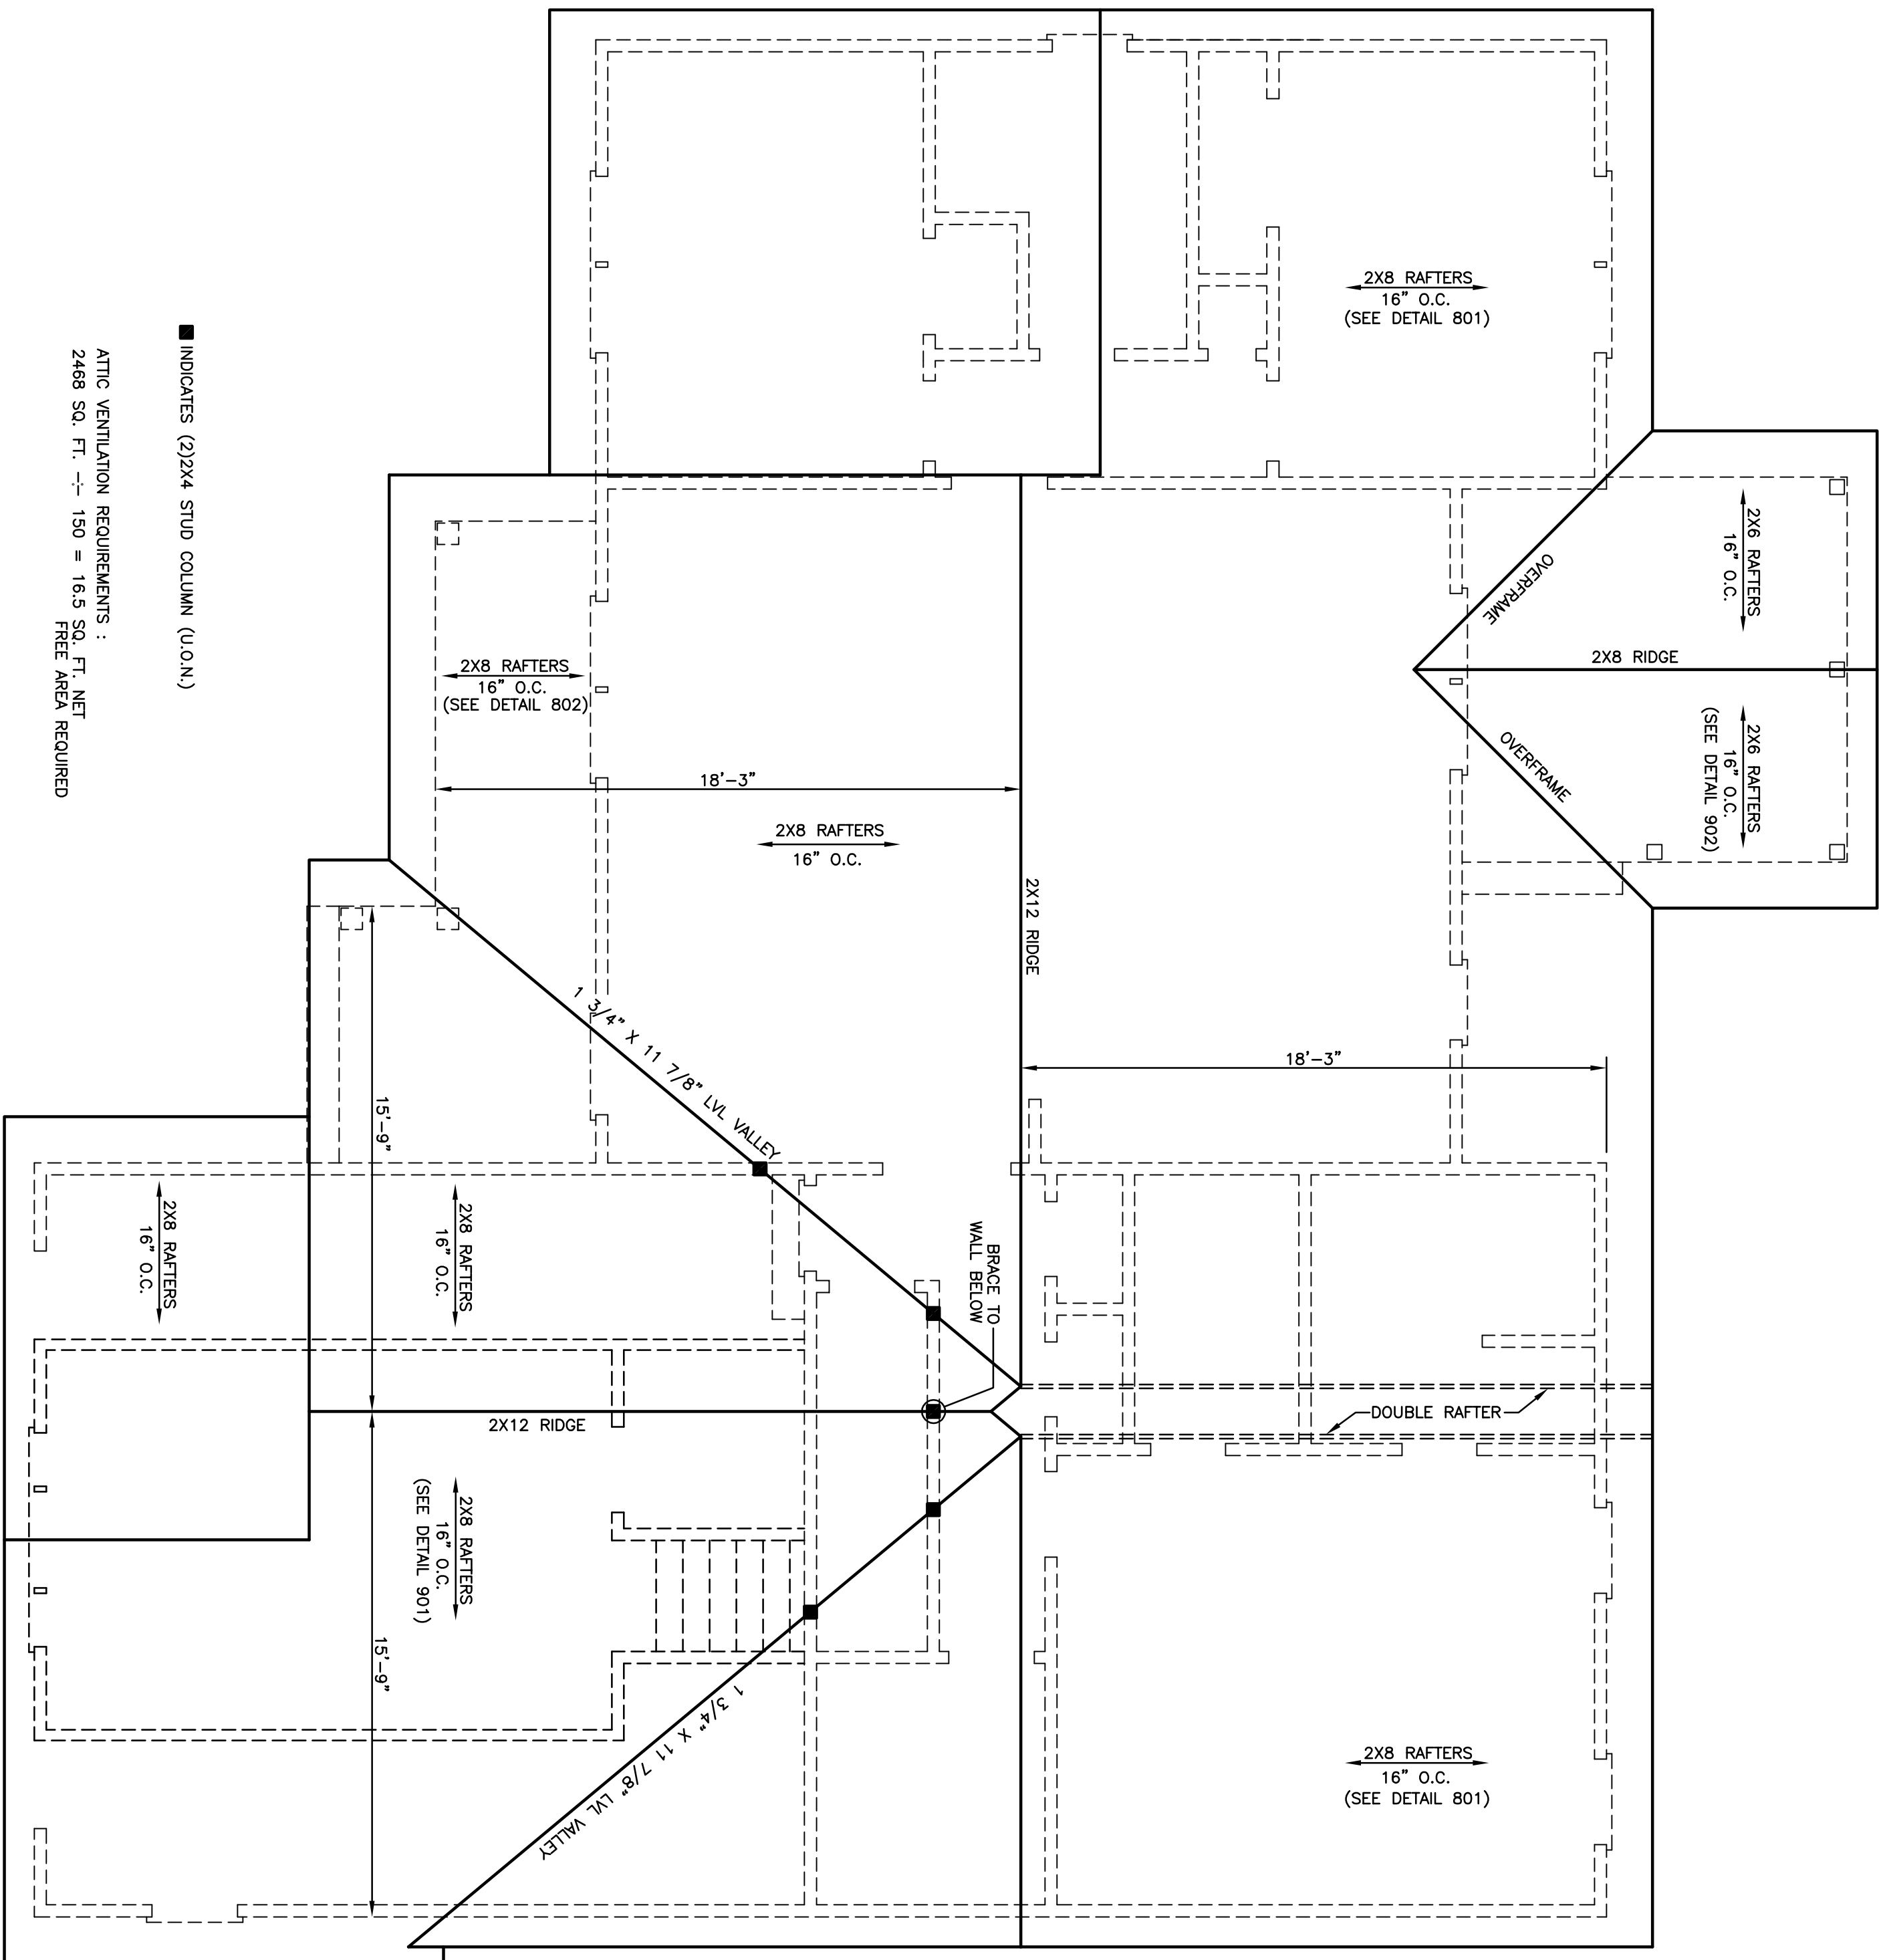 2X8 RAFTERS
16" O.C.
(SEE DETAIL 801)
2X6 RAFTERS
16" O.C.
OVERFRAME
2X8 RIDGE
2X6 RAFTERS
16" O.C.
(SEE DETAIL 902)
OVERFRAME
2X8 RAFTERS
16" O.C.
(SEE DETAIL 802)
18'-3"
2X8 RAFTERS
16" O.C.
2X12 RIDGE
18'-3"
1 3/4" X 11 7/8" LVL VALLEY
15'-9"
2X8 RAFTERS
16" O.C.
2X8 RAFTERS
16" O.C.
BRACE TO
WALL BELOW
DOUBLE RAFTER
2X12 RIDGE
2X8 RAFTERS
16" O.C.
(SEE DETAIL 901)
15'-9"
1 3/4" X 11 7/8" LVL VALLEY
2X8 RAFTERS
16" O.C.
(SEE DETAIL 801)
INDICATES (2)2X4 STUD COLUMN (U.O.N.)
ATTIC VENTILATION REQUIREMENTS :
2468 SQ. FT. ÷ 150 = 16.5 SQ. FT. NET
FREE AREA REQUIRED